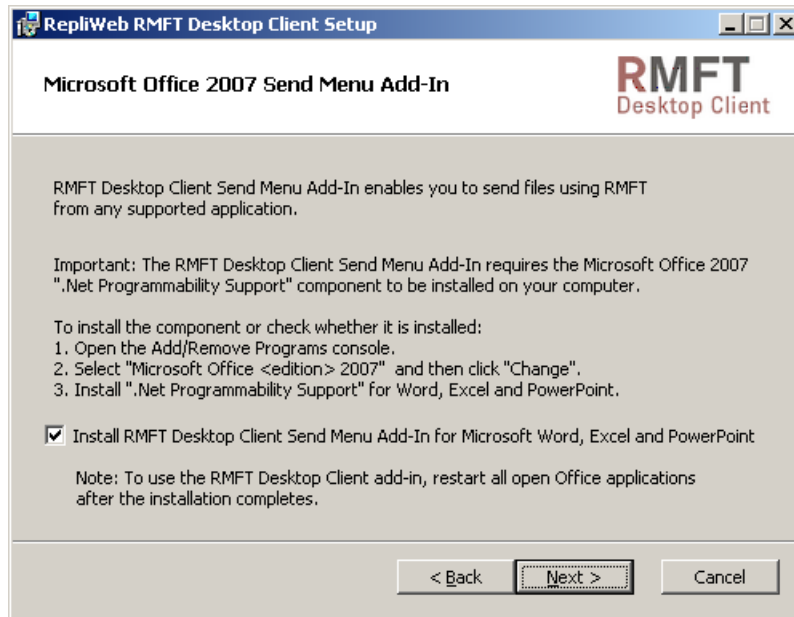 RepliWeb RMFT Desktop Client Setup
Microsoft Office 2007 Send Menu Add-In
RMFT
Desktop Client
RMFT Desktop Client Send Menu Add-In enables you to send files using RMFT
from any supported application.
Important: The RMFT Desktop Client Send Menu Add-In requires the Microsoft Office 2007
".Net Programmability Support" component to be installed on your computer.
To install the component or check whether it is installed:
1. Open the Add/Remove Programs console.
2. Select "Microsoft Office <edition> 2007" and then click "Change".
3. Install ".Net Programmability Support" for Word, Excel and PowerPoint.
Install RMFT Desktop Client Send Menu Add-In for Microsoft Word, Excel and PowerPoint
Note: To use the RMFT Desktop Client add-in, restart all open Office applications
after the installation completes.
< Back
Next >
Cancel